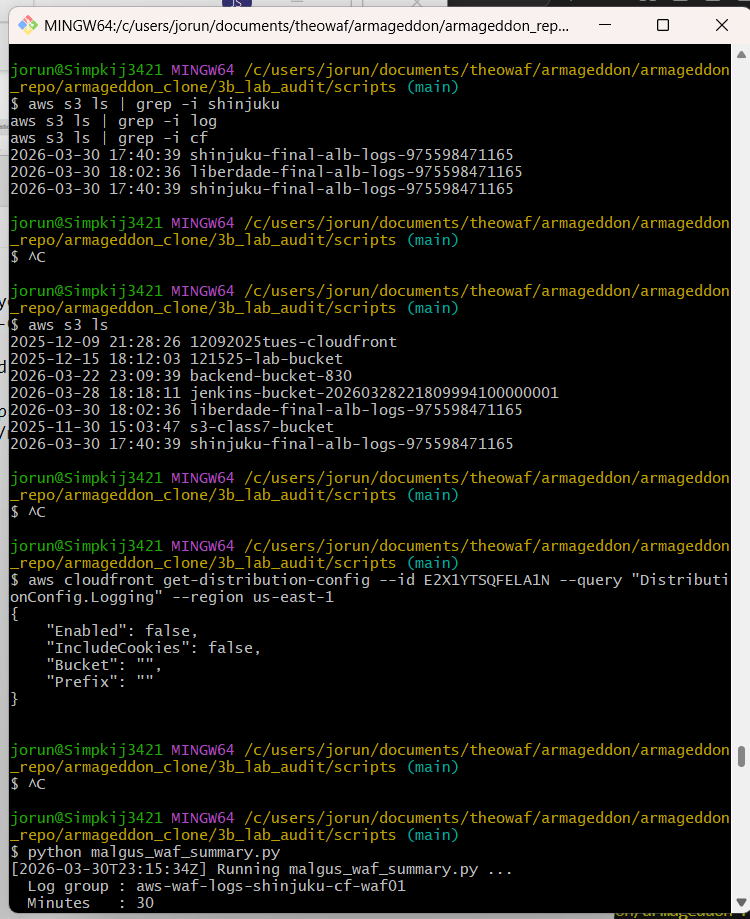 MINGW64:/c/users/jorun/documents/theowaf/armageddon/armageddon_rep...
jorun@Simpkij3421 MINGW64 /c/users/jorun/documents/theowaf/armageddon/armageddon
_repo/armageddon_clone/3b_lab_audit/scripts (main)
$ aws s3 ls | grep -i shinjuku
aws s3 ls | grep -i log
aws s3 ls | grep -i cf
2026-03-30 17:40:39 shinjuku-final-alb-logs-975598471165
2026-03-30 18:02:36 liberdade-final-alb-logs-975598471165
2026-03-30 17:40:39 shinjuku-final-alb-logs-975598471165
jorun@Simpkij3421 MINGW64 /c/users/jorun/documents/theowaf/armageddon/armageddon
_repo/armageddon_clone/3b_lab_audit/scripts (main)
$ ^C
jorun@Simpkij3421 MINGW64 /c/users/jorun/documents/theowaf/armageddon/armageddon
_repo/armageddon_clone/3b_lab_audit/scripts (main)
$ aws s3 ls
2025-12-09 21:28:26 12092025tues-cloudfront
2025-12-15 18:12:03 121525-lab-bucket
2026-03-22 23:09:39 backend-bucket-830
2026-03-28 18:18:11 jenkins-bucket-20260328221809994100000001
2026-03-30 18:02:36 liberdade-final-alb-logs-975598471165
2025-11-30 15:03:47 s3-class7-bucket
2026-03-30 17:40:39 shinjuku-final-alb-logs-975598471165
jorun@Simpkij3421 MINGW64 /c/users/jorun/documents/theowaf/armageddon/armageddon
_repo/armageddon_clone/3b_lab_audit/scripts (main)
$ ^C
jorun@Simpkij3421 MINGW64 /c/users/jorun/documents/theowaf/armageddon/armageddon
_repo/armageddon_clone/3b_lab_audit/scripts (main)
$ aws cloudfront get-distribution-config --id E2X1YTSQFELA1N --query "Distributi
onConfig.Logging" --region us-east-1
{
    "Enabled": false,
    "IncludeCookies": false,
    "Bucket": "",
    "Prefix": ""
}
jorun@Simpkij3421 MINGW64 /c/users/jorun/documents/theowaf/armageddon/armageddon
_repo/armageddon_clone/3b_lab_audit/scripts (main)
$ ^C
jorun@Simpkij3421 MINGW64 /c/users/jorun/documents/theowaf/armageddon/armageddon
_repo/armageddon_clone/3b_lab_audit/scripts (main)
$ python malgus_waf_summary.py
[2026-03-30T23:15:34Z] Running malgus_waf_summary.py ...
  Log group : aws-waf-logs-shinjuku-cf-waf01
  Minutes   : 30